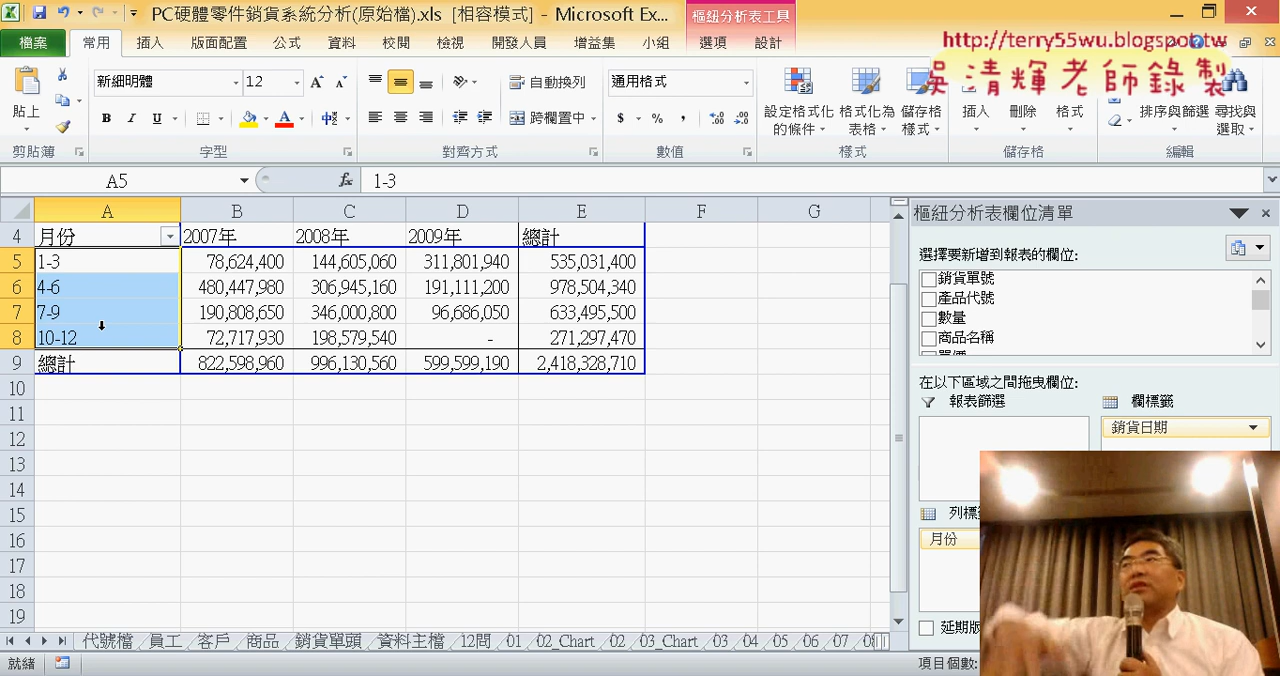 PC硬體零件銷貨系統分析(原始檔).xls [相容模式] - Microsoft Ex...
樞紐分析表工具
檔案 常用 插入 版面配置 公式 資料 校閱 檢視 開發人員 增益集 小組 選項 設計
http://terry55wu.blogspot.tw
吳清輝老師錄製
貼上
新細明體 12
自動換列
跨欄置中
通用格式
設定格式化的條件
格式化為表格
儲存格樣式
插入 刪除 格式
排序與篩選 尋找與選取
剪貼簿 字型 對齊方式 數值 樣式 儲存格 編輯
A5 fx 1-3
A B C D E F G
4 月份 2007年 2008年 2009年 總計
5 1-3 78,624,400 144,605,060 311,801,940 535,031,400
6 4-6 480,447,980 306,945,160 191,111,200 978,504,340
7 7-9 190,808,650 346,000,800 96,686,050 633,495,500
8 10-12 72,717,930 198,579,540 - 271,297,470
9 總計 822,598,960 996,130,560 599,599,190 2,418,328,710
10
11
12
13
14
15
16
17
18
19
樞紐分析表欄位清單
選擇要新增到報表的欄位:
銷貨單號
產品代號
數量
商品名稱
在以下區域之間拖曳欄位:
報表篩選 欄標籤
銷貨日期
列標
月份
延期版
代號檔 員工 客戶 商品 銷貨單頭 資料主檔 12問 01 02_Chart 02 03_Chart 03 04 05 06 07
就緒
項目個數: